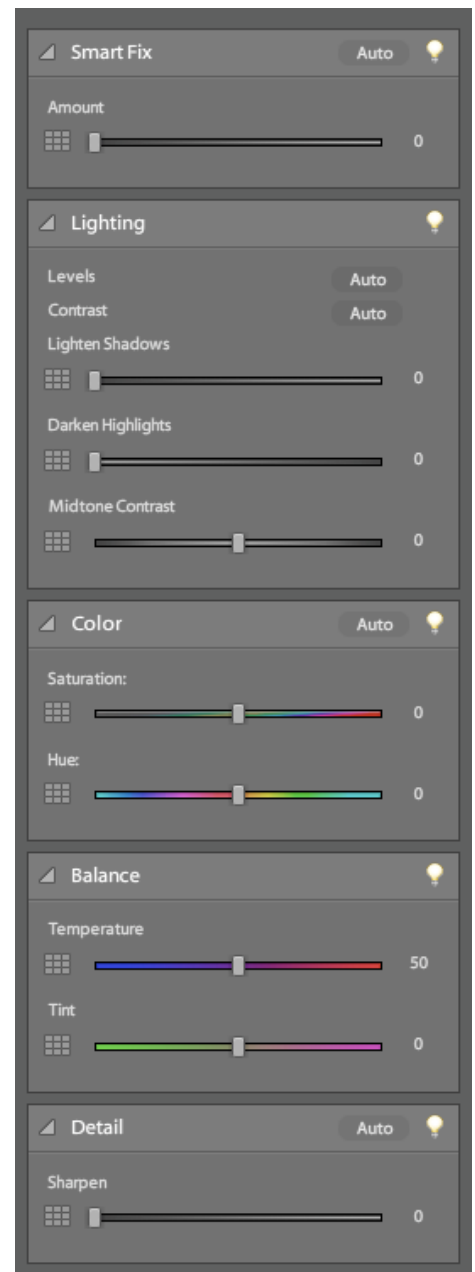 Smart Fix Auto
Amount
0
Lighting
Levels Auto
Contrast Auto
Lighten Shadows
0
Darken Highlights
0
Midtone Contrast
0
Color Auto
Saturation:
0
Hue:
0
Balance
Temperature
50
Tint
0
Detail Auto
Sharpen
0